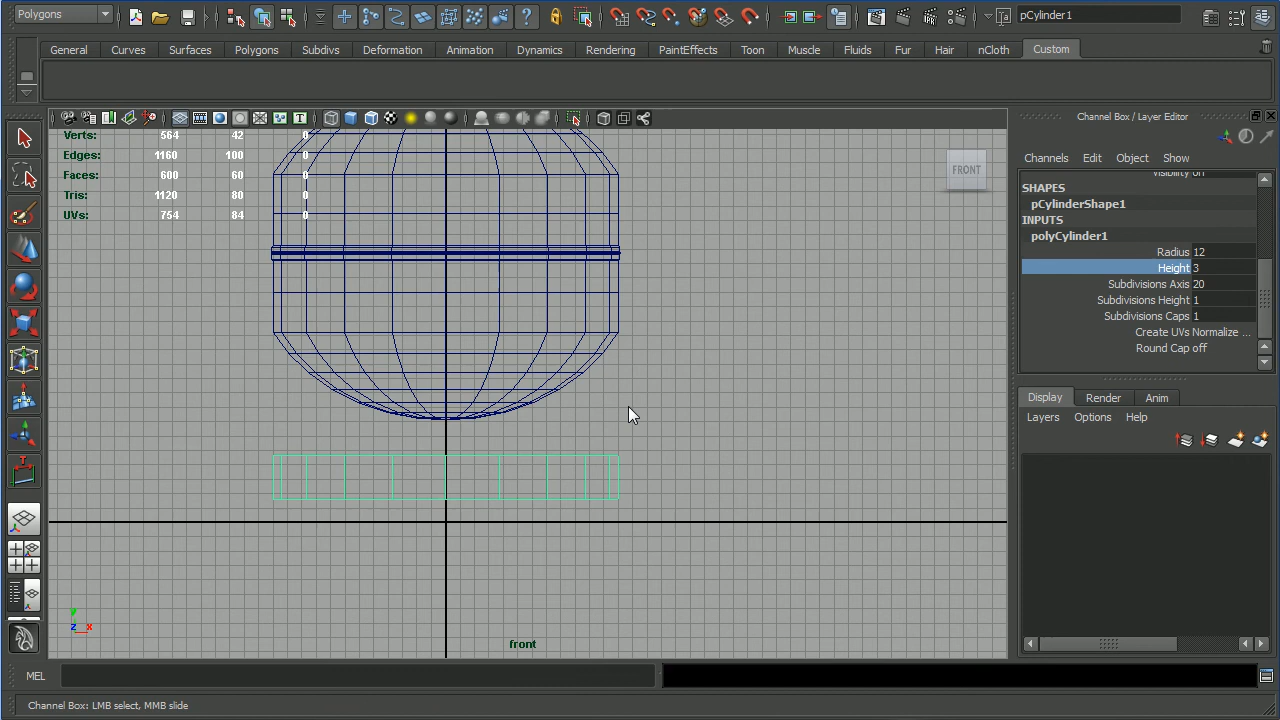 Polygons
pCylinder1
General Curves Surfaces Polygons Subdivs Deformation Animation Dynamics Rendering PaintEffects Toon Muscle Fluids Fur Hair nCloth Custom
Channel Box / Layer Editor
Verts: 564 42 0
Edges: 1160 100 0
Faces: 600 60 0
Tris: 1120 80 0
UVs: 754 84 0
FRONT
Channels Edit Object Show
Visibility on
SHAPES
pCylinderShape1
INPUTS
polyCylinder1
Radius 12
Height 3
Subdivisions Axis 20
Subdivisions Height 1
Subdivisions Caps 1
Create UVs Normalize ...
Round Cap off
Display Render Anim
Layers Options Help
y
z x
front
MEL
Channel Box: LMB select, MMB slide